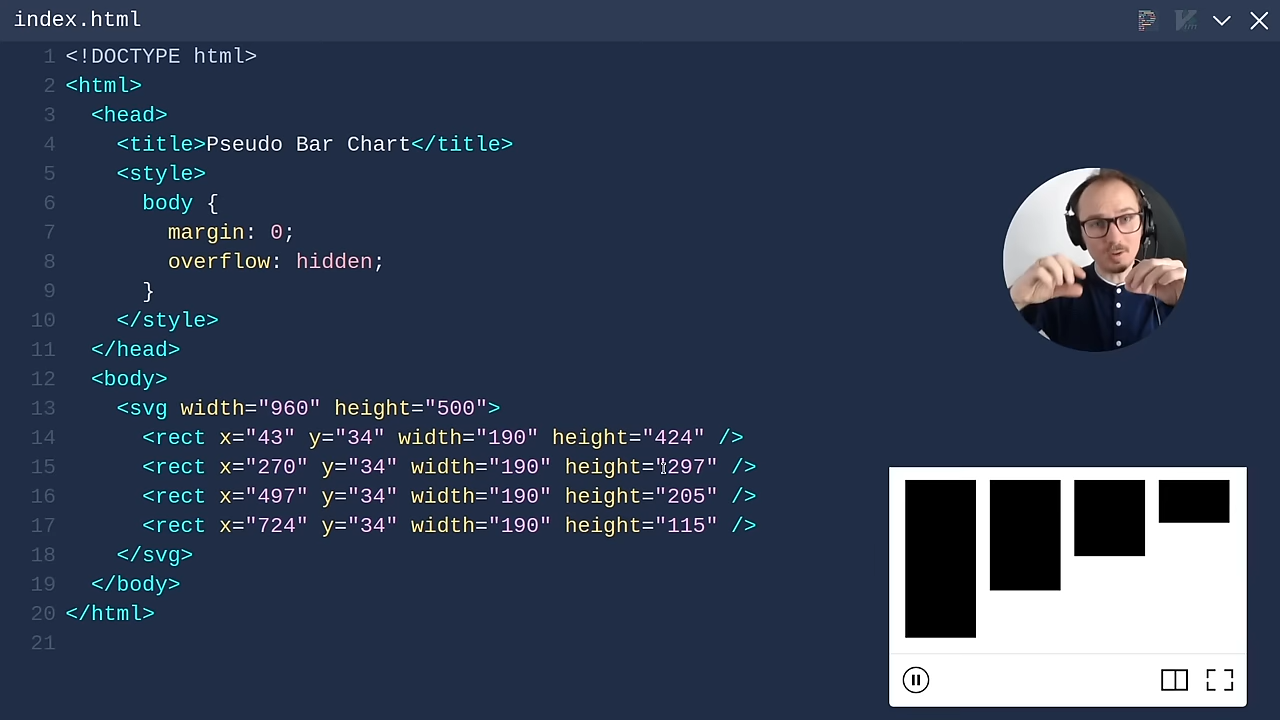 index.html
1 <!DOCTYPE html>
2 <html>
3   <head>
4     <title>Pseudo Bar Chart</title>
5     <style>
6       body {
7         margin: 0;
8         overflow: hidden;
9       }
10     </style>
11   </head>
12   <body>
13     <svg width="960" height="500">
14       <rect x="43" y="34" width="190" height="424" />
15       <rect x="270" y="34" width="190" height="297" />
16       <rect x="497" y="34" width="190" height="205" />
17       <rect x="724" y="34" width="190" height="115" />
18     </svg>
19   </body>
20 </html>
21